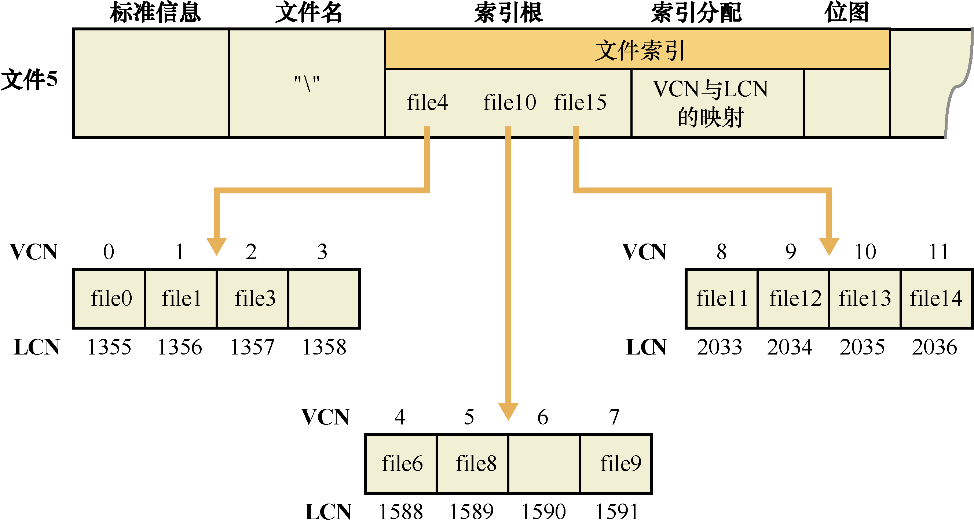 标准信息 文件名 索引根 索引分配 位图
文件索引
文件5 "\" file4 file10 file15 VCN与LCN
的映射
VCN 0 1 2 3
file0 file1 file3
LCN 1355 1356 1357 1358
VCN 8 9 10 11
file11 file12 file13 file14
LCN 2033 2034 2035 2036
VCN 4 5 6 7
file6 file8 file9
LCN 1588 1589 1590 1591